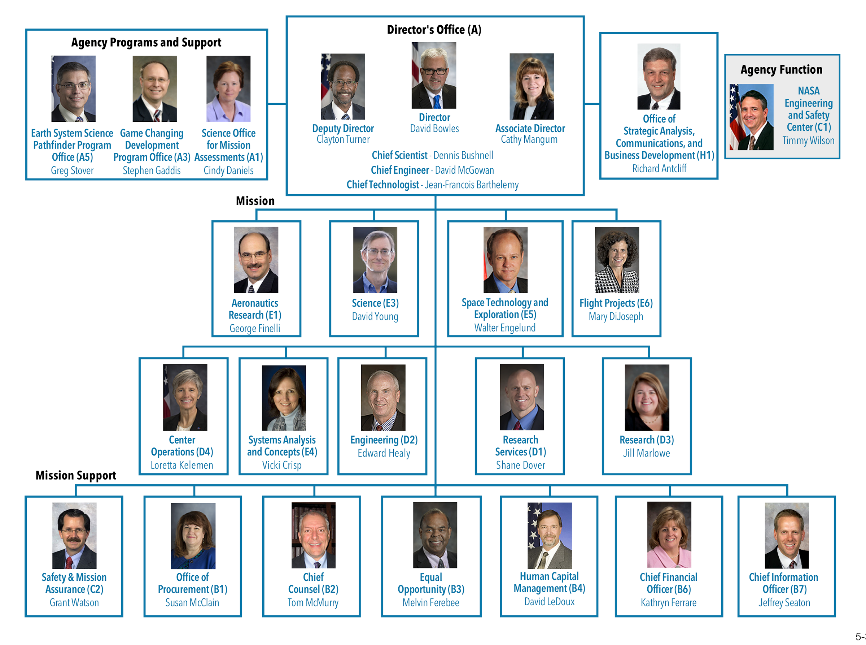 Director's Office (A)
Agency Programs and Support
Earth System Science
Pathfinder Program
Office (A5)
Greg Stover
Game Changing
Development
Program Office (A3)
Stephen Gaddis
Science Office
for Mission
Assessments (A1)
Cindy Daniels
Deputy Director
Clayton Turner
Director
David Bowles
Associate Director
Cathy Mangum
Chief Scientist - Dennis Bushnell
Chief Engineer - David McGowan
Chief Technologist - Jean-Francois Barthelemy
Office of
Strategic Analysis,
Communications, and
Business Development (H1)
Richard Antcliff
Agency Function
NASA
Engineering
and Safety
Center (C1)
Timmy Wilson
Mission
Aeronautics
Research (E1)
George Finelli
Science (E3)
David Young
Space Technology and
Exploration (E5)
Walter Engelund
Flight Projects (E6)
Mary DiJoseph
Center
Operations (D4)
Loretta Kelemen
Systems Analysis
and Concepts (E4)
Vicki Crisp
Engineering (D2)
Edward Healy
Research
Services (D1)
Shane Dover
Research (D3)
Jill Marlowe
Mission Support
Safety & Mission
Assurance (C2)
Grant Watson
Office of
Procurement (B1)
Susan McClain
Chief
Counsel (B2)
Tom McMurry
Equal
Opportunity (B3)
Melvin Ferebee
Human Capital
Management (B4)
David LeDoux
Chief Financial
Officer (B6)
Kathryn Ferrare
Chief Information
Officer (B7)
Jeffrey Seaton